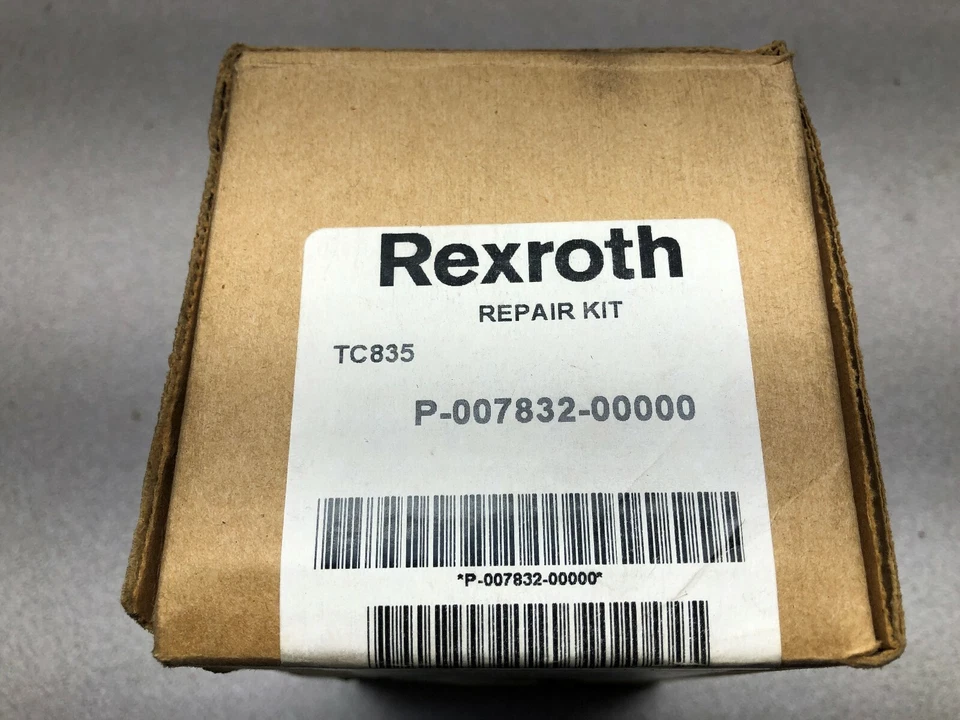 Rexroth
REPAIR KIT
TC835
P-007832-00000
*P-007832-00000*